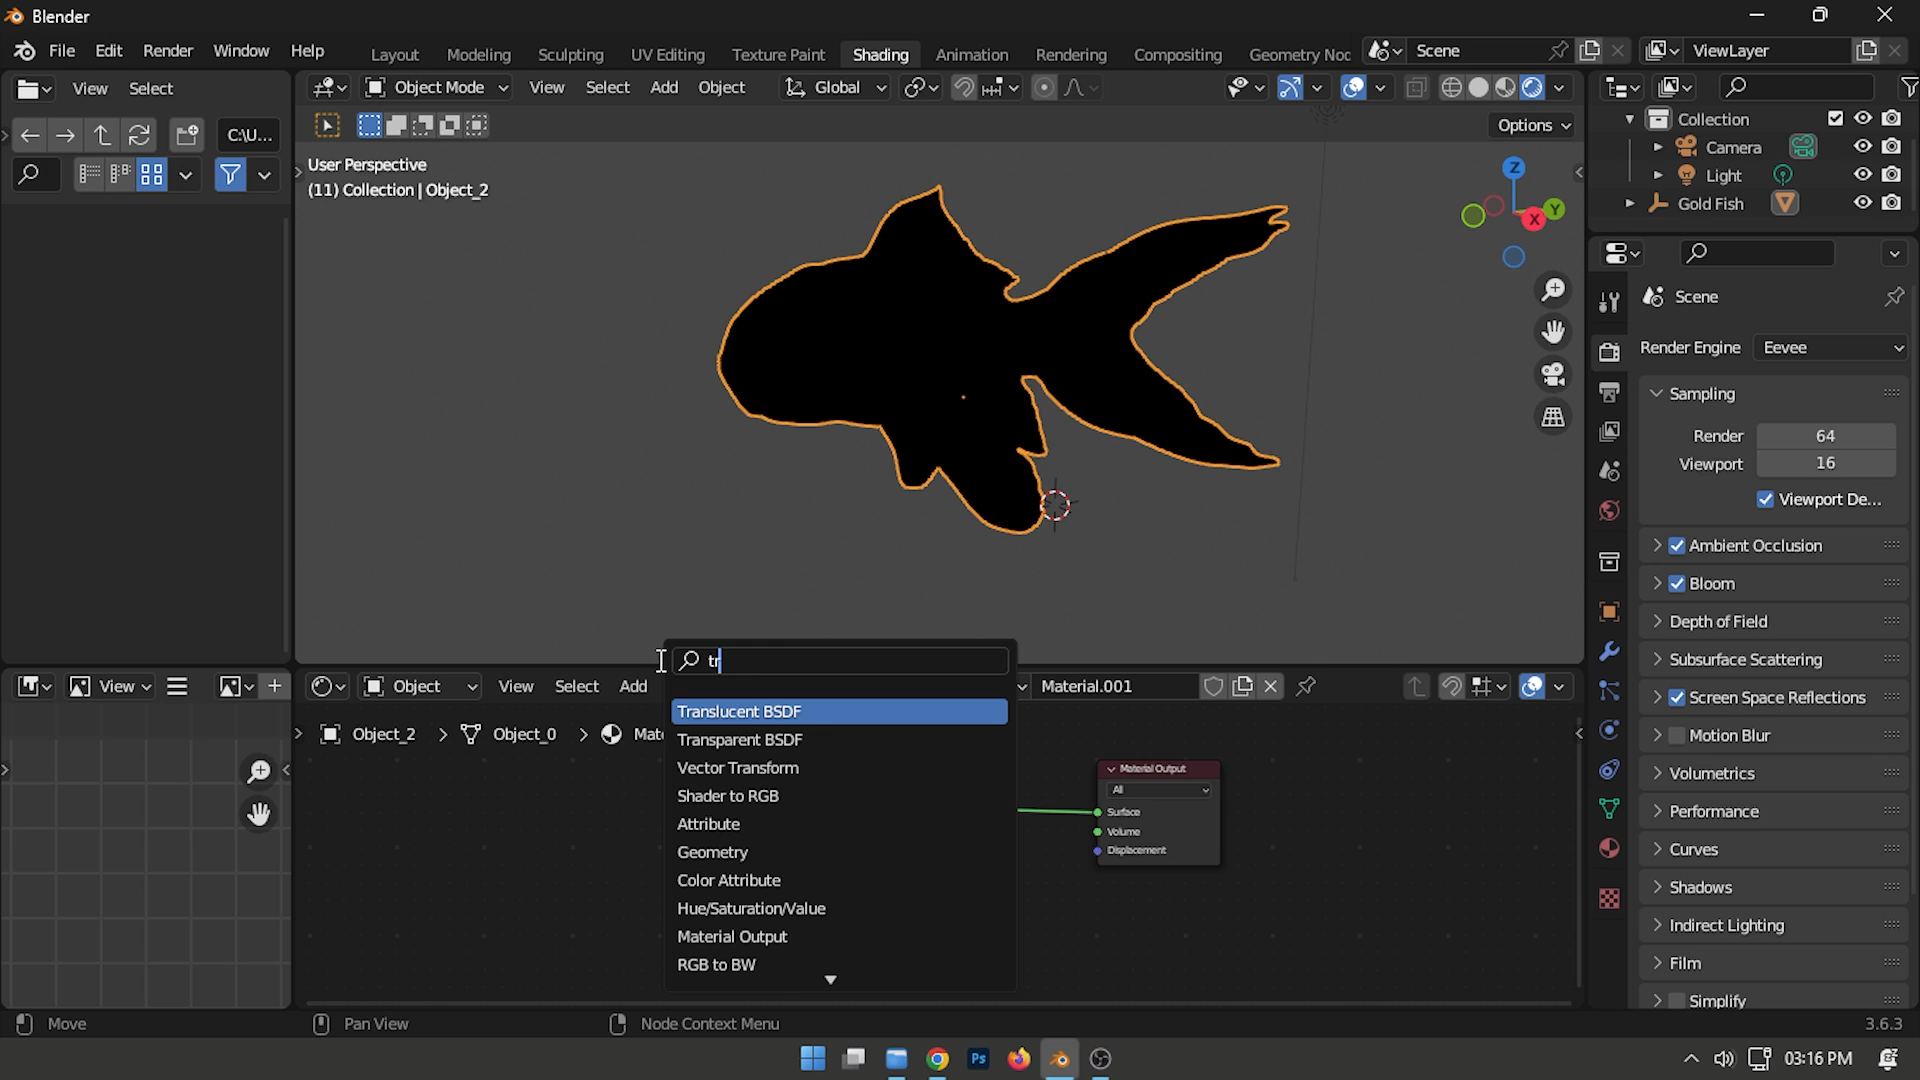 Blender
File Edit Render Window Help
Layout Modeling Sculpting UV Editing Texture Paint Shading Animation Rendering Compositing Geometry Noc
Scene
ViewLayer
View Select
Object Mode View Select Add Object
Global
C:\U...
Options
User Perspective
(11) Collection | Object_2
Z
Y
X
Collection
Camera
Light
Gold Fish
Scene
Render Engine Eevee
Sampling
Render 64
Viewport 16
Viewport De...
Ambient Occlusion
Bloom
Depth of Field
Subsurface Scattering
Screen Space Reflections
Motion Blur
Volumetrics
Performance
Curves
Shadows
Indirect Lighting
Film
Simplify
tr
Translucent BSDF
Transparent BSDF
Vector Transform
Shader to RGB
Attribute
Geometry
Color Attribute
Hue/Saturation/Value
Material Output
RGB to BW
View
Object View Select Add
Material.001
Object_2 Object_0 Mate
Material Output
All
Surface
Volume
Displacement
Move
Pan View
Node Context Menu
3.6.3
Ps
03:16 PM